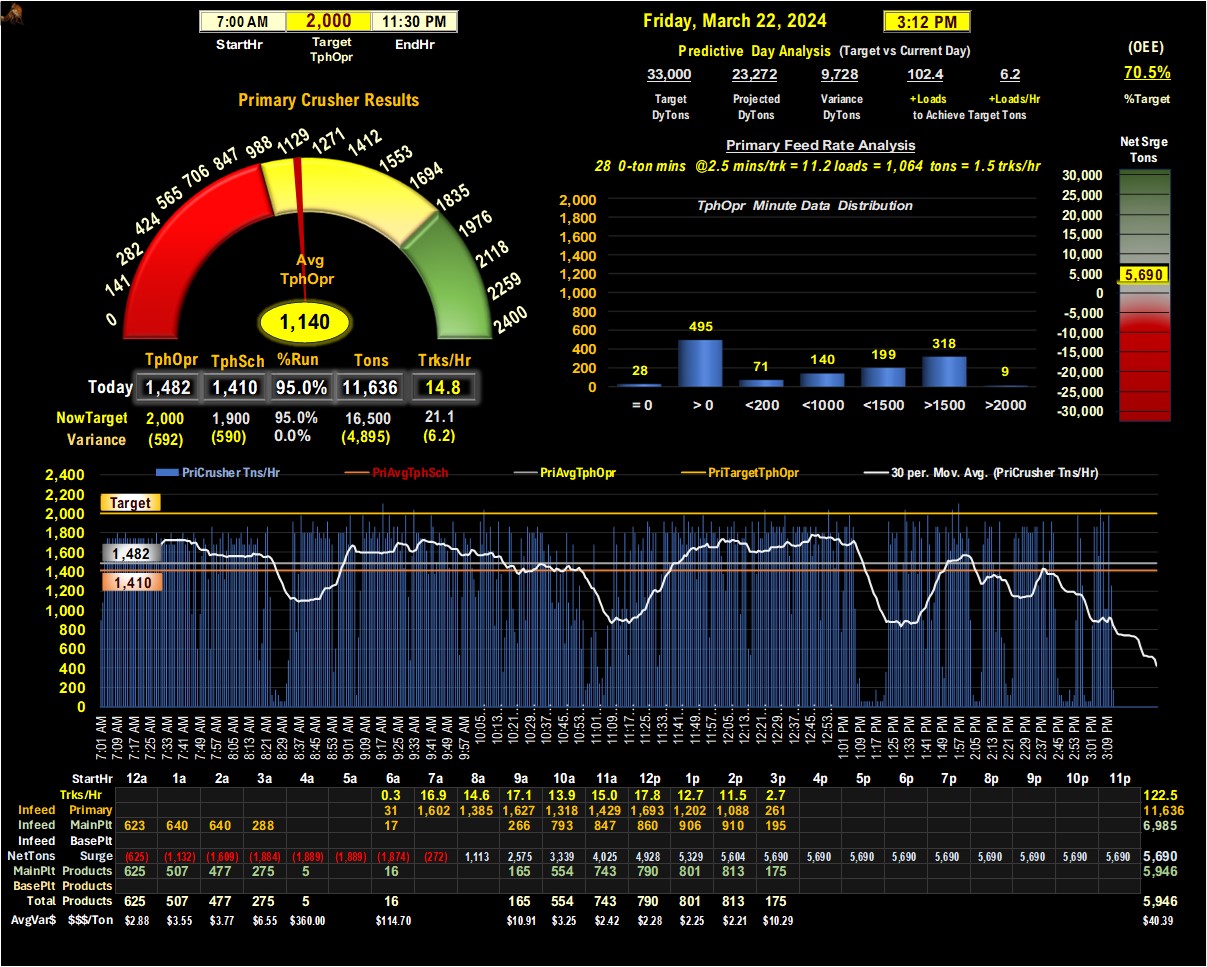 7:00 AM 2,000 11:30 PM
StartHr Target TphOpr EndHr
Friday, March 22, 2024 3:12 PM
Predictive Day Analysis (Target vs Current Day)
33,000 23,272 9,728 102.4 6.2
Target Projected Variance +Loads +Loads/Hr
DyTons DyTons DyTons to Achieve Target Tons
(OEE)
70.5%
%Target
Primary Crusher Results
0 141 282 424 565 706 847 988 1129 1271 1412 1553 1694 1835 1976 2118 2259 2400
Avg
TphOpr
1,140
TphOpr TphSch %Run Tons Trks/Hr
Today 1,482 1,410 95.0% 11,636 14.8
NowTarget 2,000 1,900 95.0% 16,500 21.1
Variance (592) (590) 0.0% (4,895) (6.2)
Primary Feed Rate Analysis
28 0-ton mins @2.5 mins/trk = 11.2 loads = 1,064 tons = 1.5 trks/hr
TphOpr Minute Data Distribution
2,000
1,800
1,600
1,400
1,200
1,000
800
600
400
200
0
28 495 71 140 199 318 9
= 0 > 0 <200 <1000 <1500 >1500 >2000
Net Srge
Tons
30,000
25,000
20,000
15,000
10,000
5,000
0
-5,000
-10,000
-15,000
-20,000
-25,000
-30,000
5,690
PriCrusher Tns/Hr PriAvgTphSch PriAvgTphOpr PriTargetTphOpr 30 per. Mov. Avg. (PriCrusher Tns/Hr)
2,400
2,200
2,000
1,800
1,600
1,400
1,200
1,000
800
600
400
200
0
Target
1,482
1,410
7:01 AM 7:09 AM 7:17 AM 7:25 AM 7:33 AM 7:41 AM 7:49 AM 7:57 AM 8:05 AM 8:13 AM 8:21 AM 8:29 AM 8:37 AM 8:45 AM 8:53 AM 9:01 AM 9:09 AM 9:17 AM 9:25 AM 9:33 AM 9:41 AM 9:49 AM 9:57 AM 10:05… 10:13… 10:21… 10:29… 10:37… 10:45… 10:53… 11:01… 11:09… 11:17… 11:25… 11:33… 11:41… 11:49… 11:57… 12:05… 12:13… 12:21… 12:29… 12:37… 12:45… 12:53… 1:01 PM 1:09 PM 1:17 PM 1:25 PM 1:33 PM 1:41 PM 1:49 PM 1:57 PM 2:05 PM 2:13 PM 2:21 PM 2:29 PM 2:37 PM 2:45 PM 2:53 PM 3:01 PM 3:09 PM
StartHr 12a 1a 2a 3a 4a 5a 6a 7a 8a 9a 10a 11a 12p 1p 2p 3p 4p 5p 6p 7p 8p 9p 10p 11p
Trks/Hr 0.3 16.9 14.6 17.1 13.9 15.0 17.8 12.7 11.5 2.7 122.5
Infeed Primary 31 1,602 1,385 1,627 1,318 1,429 1,693 1,202 1,088 261 11,636
Infeed MainPlt 623 640 640 288 17 266 793 847 860 906 910 195 6,985
Infeed BasePlt
NetTons Surge (625) (1,132) (1,609) (1,884) (1,889) (1,889) (1,874) (272) 1,113 2,575 3,339 4,025 4,928 5,329 5,604 5,690 5,690 5,690 5,690 5,690 5,690 5,690 5,690 5,690 5,690
MainPlt Products 625 507 477 275 5 16 165 554 743 790 801 813 175 5,946
BasePlt Products
Total Products 625 507 477 275 5 16 165 554 743 790 801 813 175 5,946
AvgVar$ $$$/Ton $2.88 $3.55 $3.77 $6.55 $360.00 $114.70 $10.91 $3.25 $2.42 $2.28 $2.25 $2.21 $10.29 $40.39